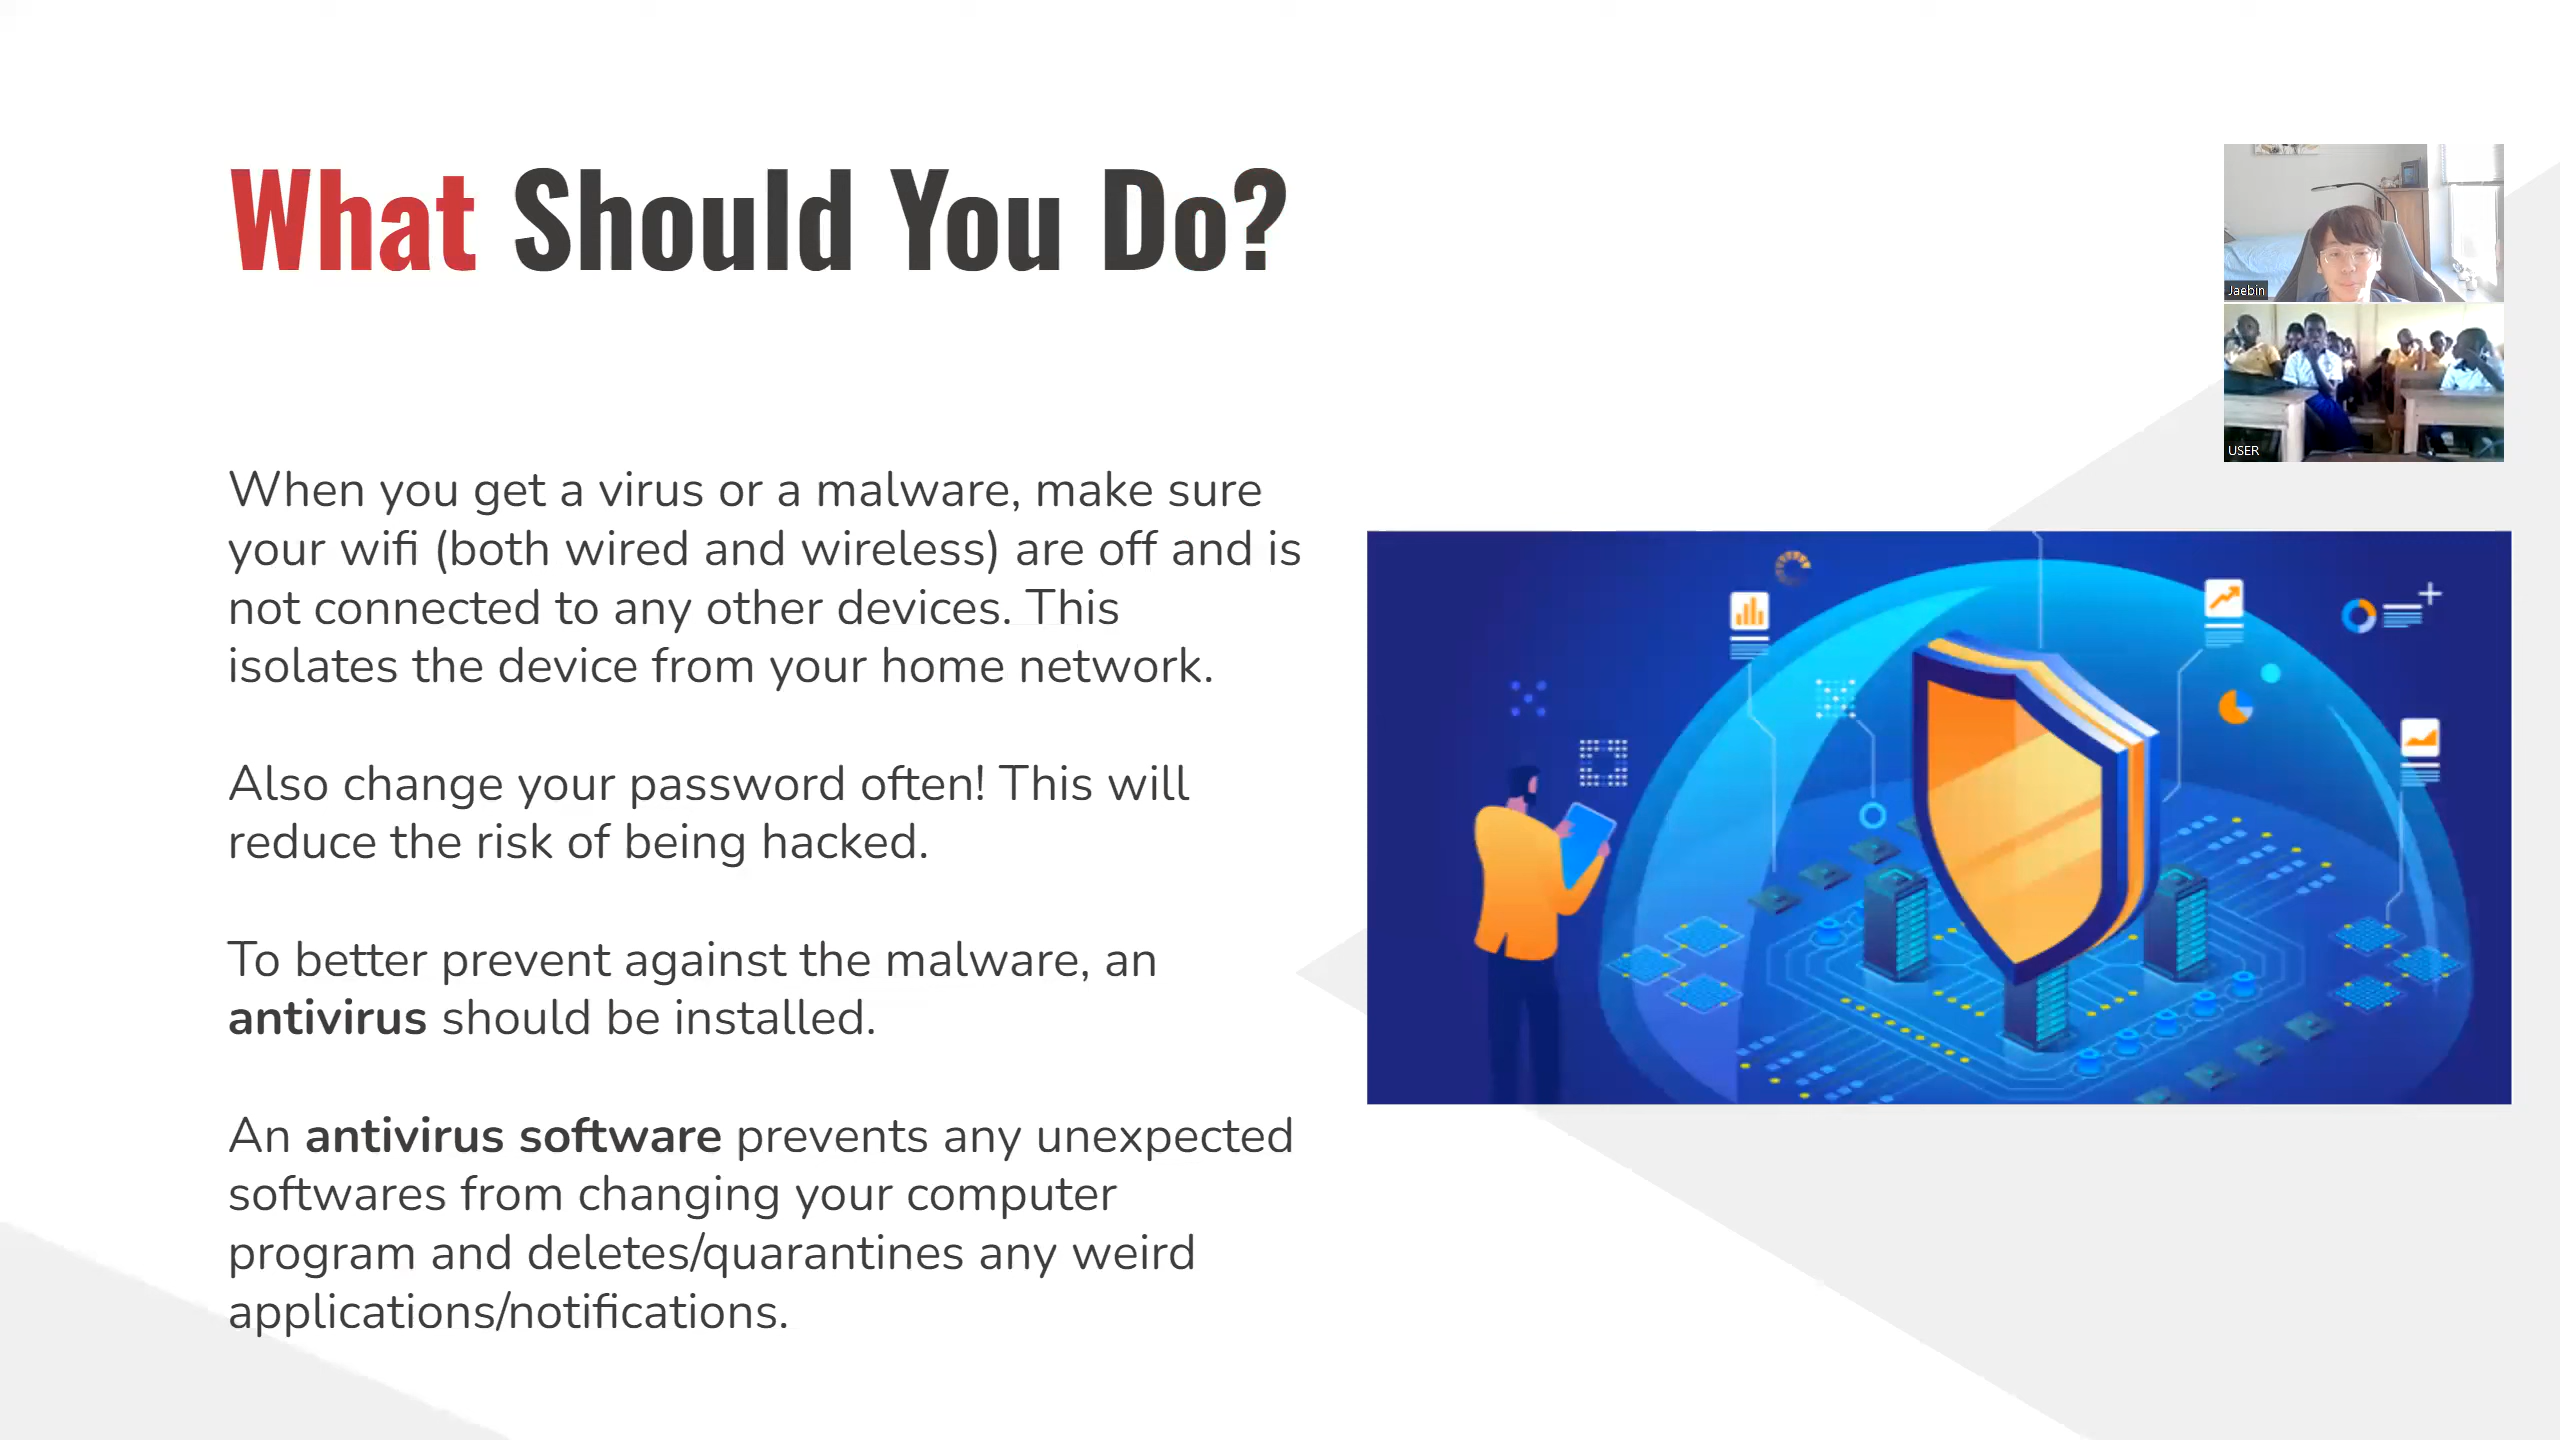 What Should You Do?
Jaebin
USER
When you get a virus or a malware, make sure
your wifi (both wired and wireless) are off and is
not connected to any other devices. This
isolates the device from your home network.
Also change your password often! This will
reduce the risk of being hacked.
To better prevent against the malware, an
antivirus should be installed.
An antivirus software prevents any unexpected
softwares from changing your computer
program and deletes/quarantines any weird
applications/notifications.